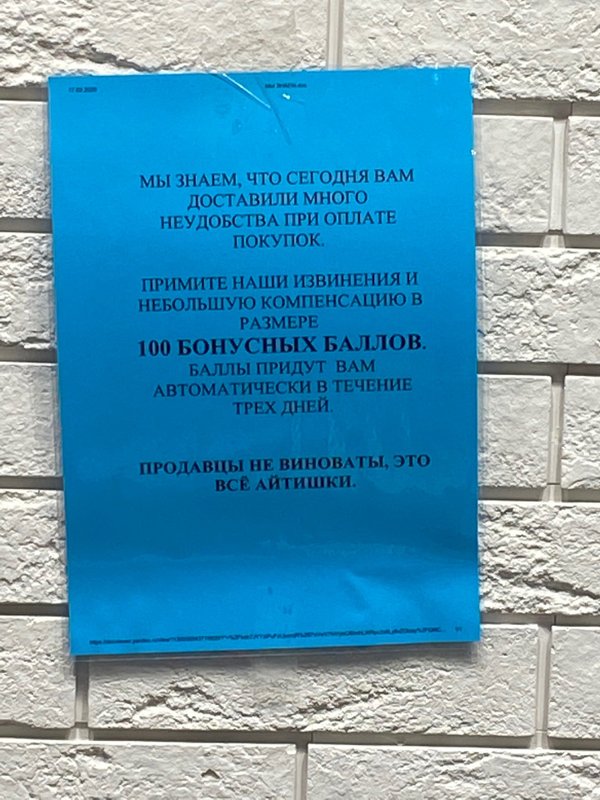 МЫ ЗНАЕМ, ЧТО СЕГОДНЯ ВАМ
ДОСТАВИЛИ МНОГО
НЕУДОБСТВА ПРИ ОПЛАТЕ
ПОКУПОК.
ПРИМИТЕ НАШИ ИЗВИНЕНИЯ И
НЕБОЛЬШУЮ КОМПЕНСАЦИЮ В
РАЗМЕРЕ
100 БОНУСНЫХ БАЛЛОВ.
БАЛЛЫ ПРИДУТ ВАМ
АВТОМАТИЧЕСКИ В ТЕЧЕНИЕ
ТРЕХ ДНЕЙ.
ПРОДАВЦЫ НЕ ВИНОВАТЫ, ЭТО
ВСЁ АЙТИШКИ.